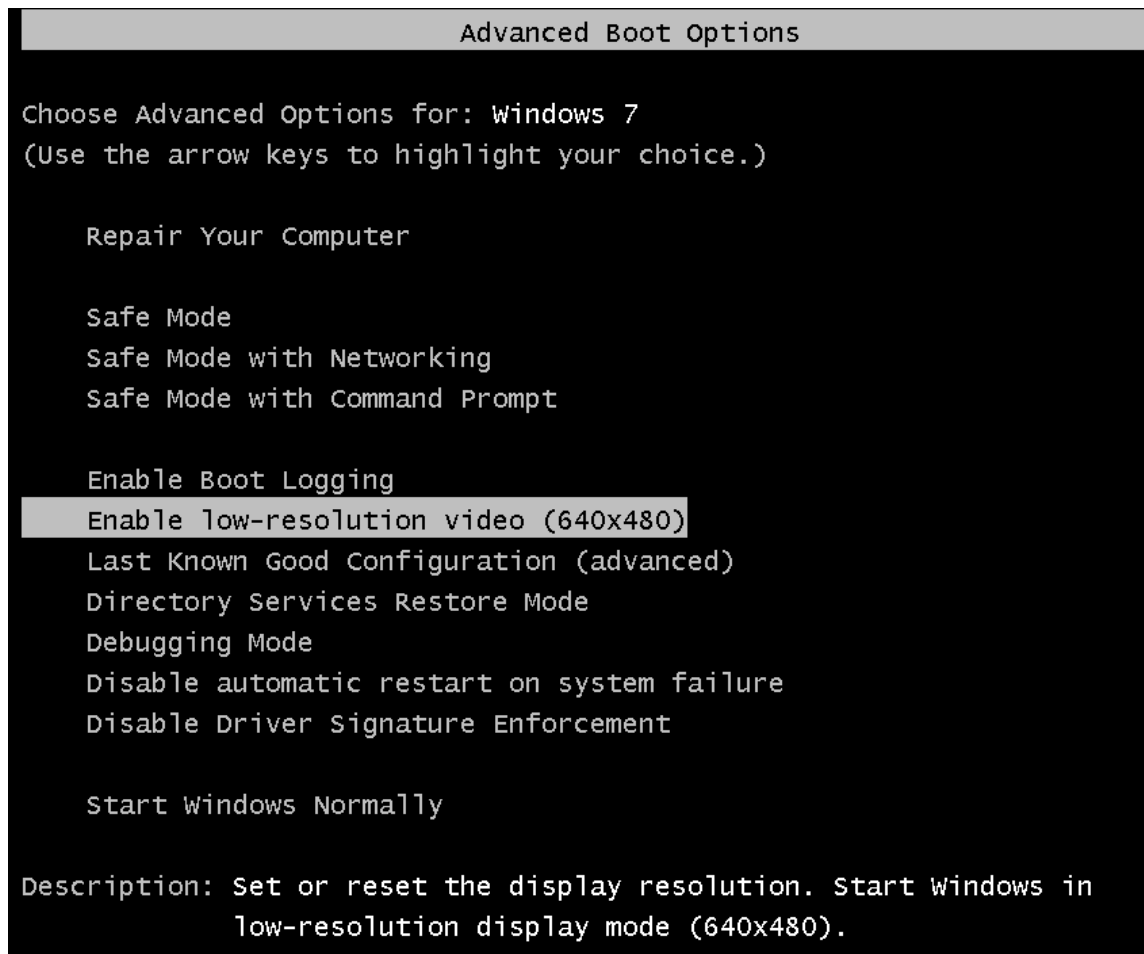 Advanced Boot Options
Choose Advanced Options for: Windows 7
(Use the arrow keys to highlight your choice.)
Repair Your Computer
Safe Mode
Safe Mode with Networking
Safe Mode with Command Prompt
Enable Boot Logging
Enable low-resolution video (640x480)
Last Known Good Configuration (advanced)
Directory Services Restore Mode
Debugging Mode
Disable automatic restart on system failure
Disable Driver Signature Enforcement
Start Windows Normally
Description: Set or reset the display resolution. Start Windows in
low-resolution display mode (640x480).